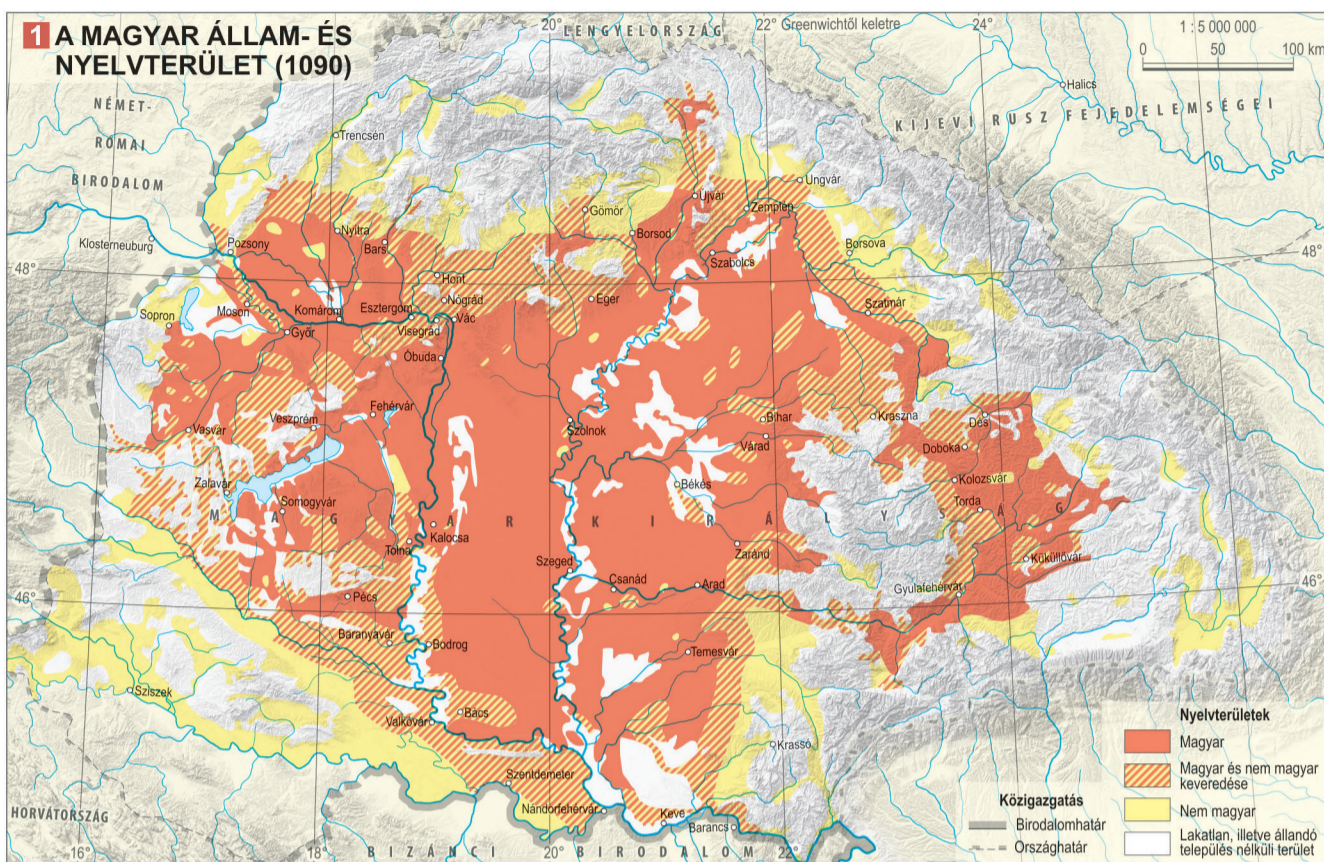 1 A MAGYAR ÁLLAM- ÉS
NYELVTERÜLET (1090)
20°
22° Greenwichtől keletre
24°
1 : 5 000 000
0 50 100 km
LENGYELORSZÁG
Halics
KIJEVI RUSZ FEJEDELEMSÉGEI
NÉMET-
RÓMAI
BIRODALOM
Trencsén
Ungvár
Újvár
Zemplén
Gömör
Nyitra
Borsod
Bars
Borsova
Klosterneuburg
Pozsony
Szabolcs
48°
48°
Hont
Nógrád
Eger
Szatmár
Moson
Komárom
Esztergom
Vác
Sopron
Visegrád
Győr
Óbuda
Fehérvár
Veszprém
Vasvár
Szolnok
Bihar
Kraszna
Dés
Várad
Doboka
Zalavár
Békés
Kolozsvár
Somogyvár
Torda
MAGYAR KIRÁLYSÁG
Kalocsa
Tolna
Zaránd
Küküllővár
Szeged
Csanád
Arad
Gyulafehérvár
46°
46°
Pécs
Baranyavár
Bodrog
Temesvár
Sziszek
Valkóvár
Bács
Krassó
Szentdemeter
Nándorfehérvár
Keve
Barancs
HORVÁTORSZÁG
16°
18°
BIZÁNCI BIRODALOM
20°
22°
Közigazgatás
Birodalomhatár
Országhatár
Nyelvterületek
Magyar
Magyar és nem magyar
keveredése
Nem magyar
Lakatlan, illetve állandó
település nélküli terület